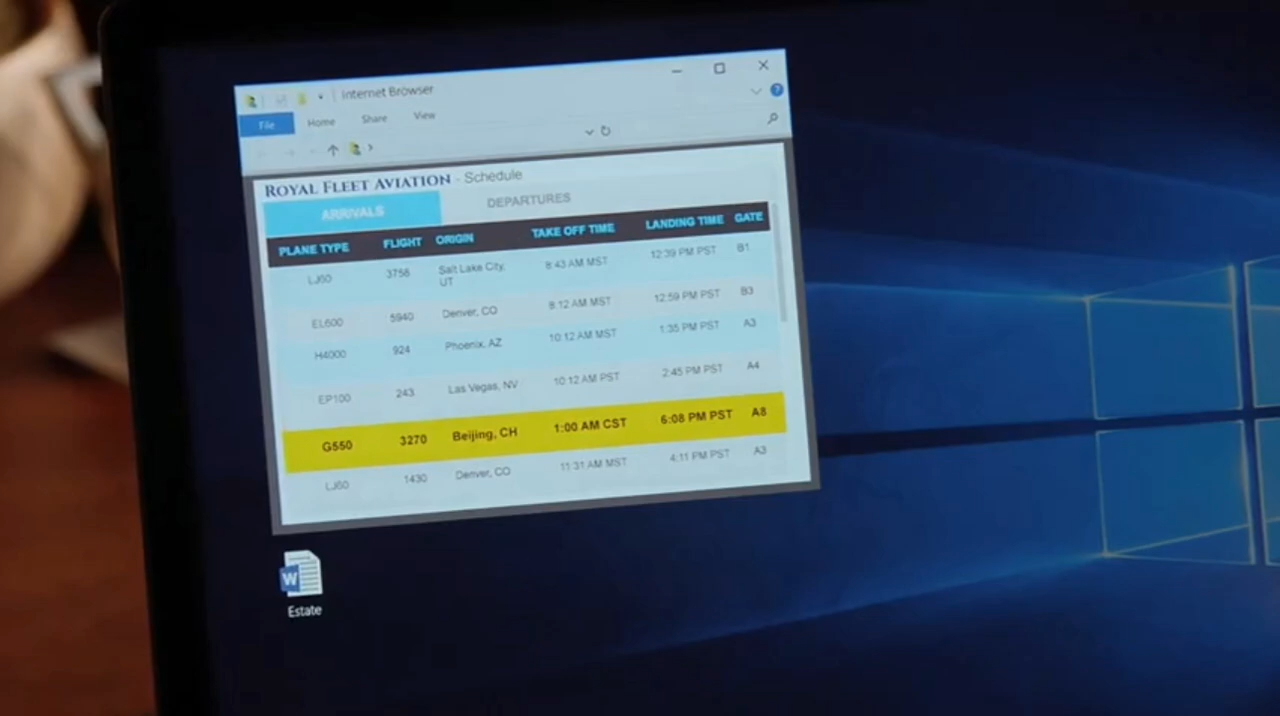 Internet Browser
File Home Share View
ROYAL FLEET AVIATION - Schedule
ARRIVALS DEPARTURES
PLANE TYPE FLIGHT ORIGIN TAKE OFF TIME LANDING TIME GATE
LJ60 3758 Salt Lake City, UT 8:43 AM MST 12:39 PM PST B1
EL600 5940 Denver, CO 8:12 AM MST 12:59 PM PST B3
H4000 924 Phoenix, AZ 10:12 AM MST 1:35 PM PST A3
EP100 243 Las Vegas, NV 10:12 AM PST 2:45 PM PST A4
G550 3270 Beijing, CH 1:00 AM CST 6:08 PM PST A8
LJ60 1430 Denver, CO 11:31 AM MST 4:11 PM PST A3
W
Estate